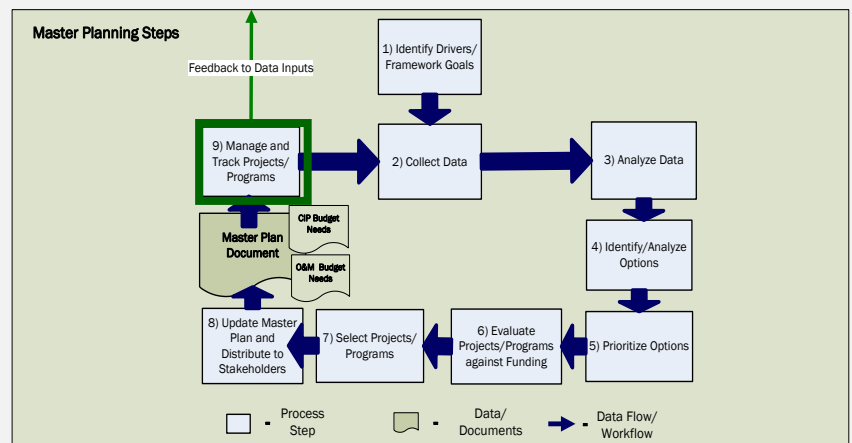 Master Planning Steps
Feedback to Data Inputs
1) Identify Drivers/
Framework Goals
9) Manage and
Track Projects/
Programs
2) Collect Data
3) Analyze Data
CIP Budget
Needs
Master Plan
Document
O&M Budget
Needs
4) Identify/Analyze
Options
8) Update Master
Plan and
Distribute to
Stakeholders
7) Select Projects/
Programs
6) Evaluate
Projects/Programs
against Funding
5) Prioritize Options
- Process
Step
- Data/
Documents
- Data Flow/
Workflow